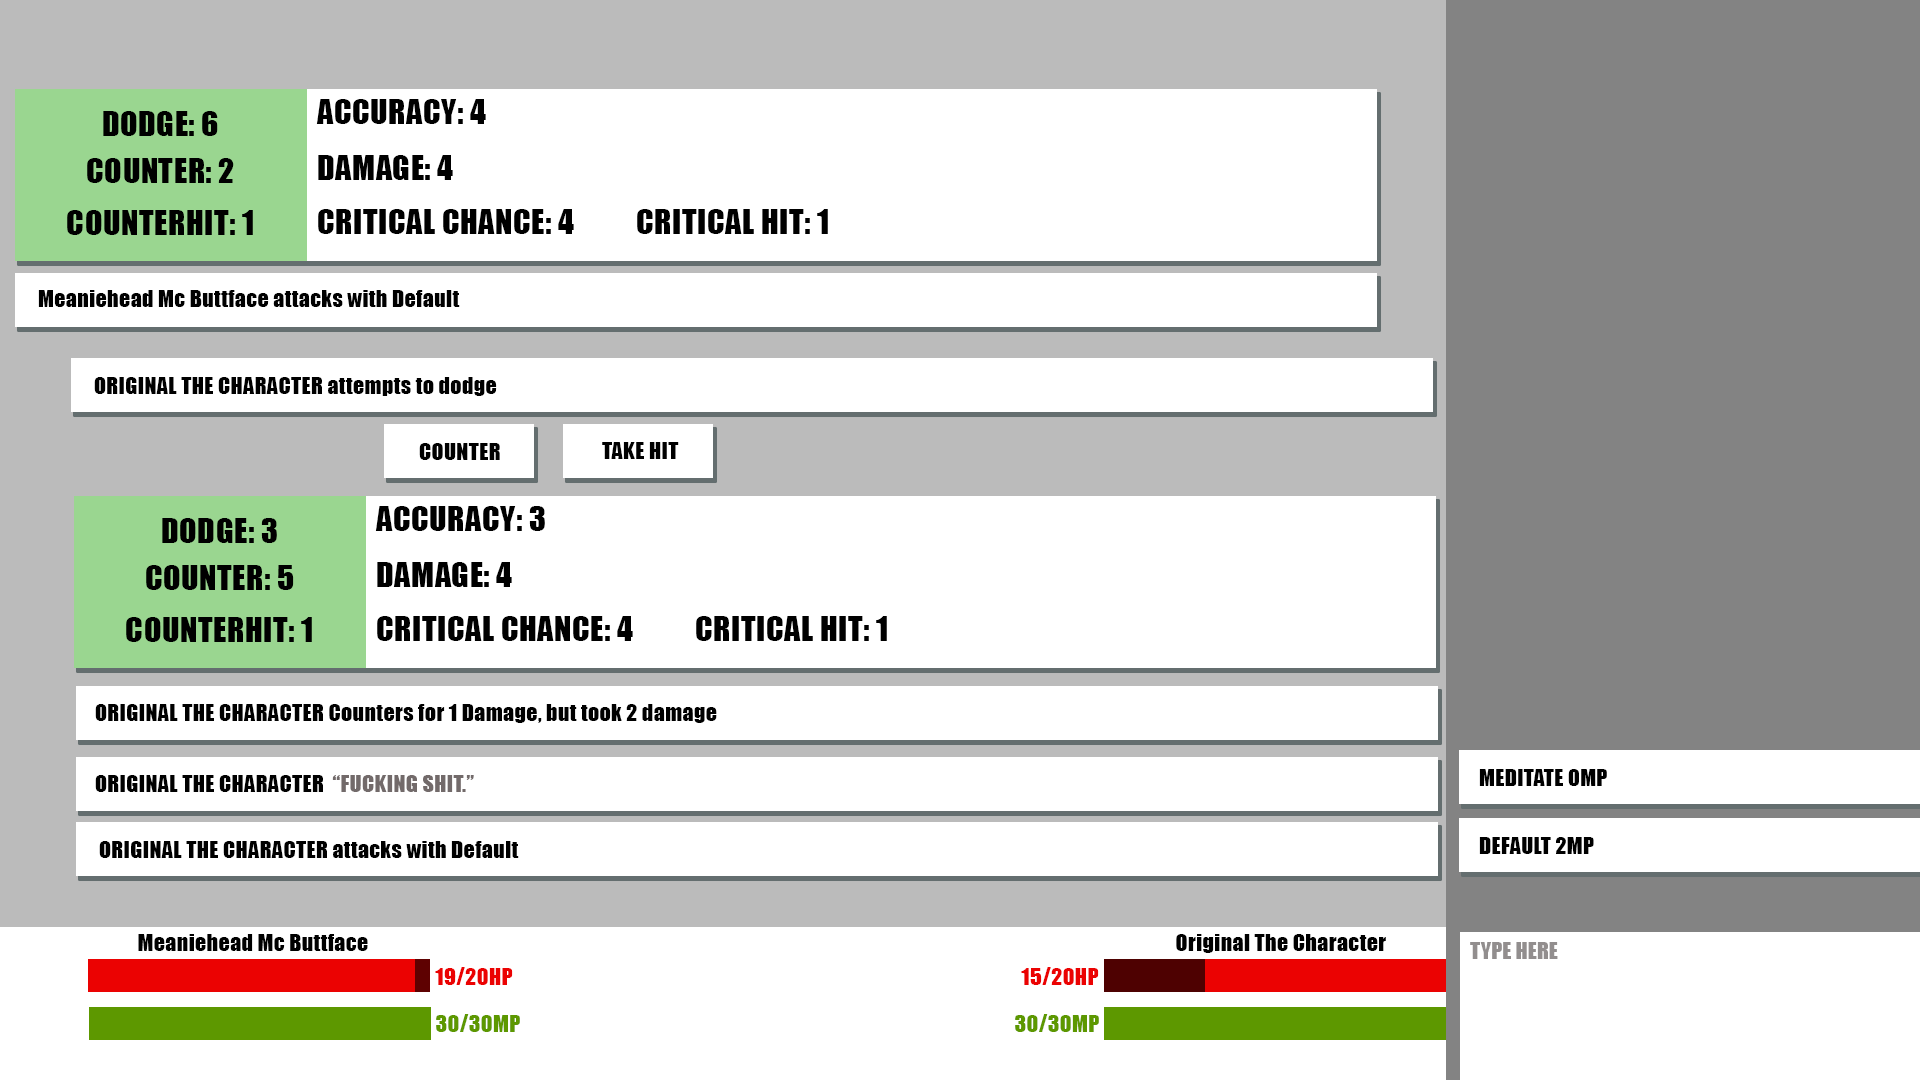 DODGE: 6
COUNTER: 2
COUNTERHIT: 1
ACCURACY: 4
DAMAGE: 4
CRITICAL CHANCE: 4 CRITICAL HIT: 1
Meaniehead Mc Buttface attacks with Default
ORIGINAL THE CHARACTER attempts to dodge
COUNTER TAKE HIT
DODGE: 3
COUNTER: 5
COUNTERHIT: 1
ACCURACY: 3
DAMAGE: 4
CRITICAL CHANCE: 4 CRITICAL HIT: 1
ORIGINAL THE CHARACTER Counters for 1 Damage, but took 2 damage
ORIGINAL THE CHARACTER “FUCKING SHIT.”
ORIGINAL THE CHARACTER attacks with Default
MEDITATE 0MP
DEFAULT 2MP
TYPE HERE
Meaniehead Mc Buttface
19/20HP
30/30MP
Original The Character
15/20HP
30/30MP